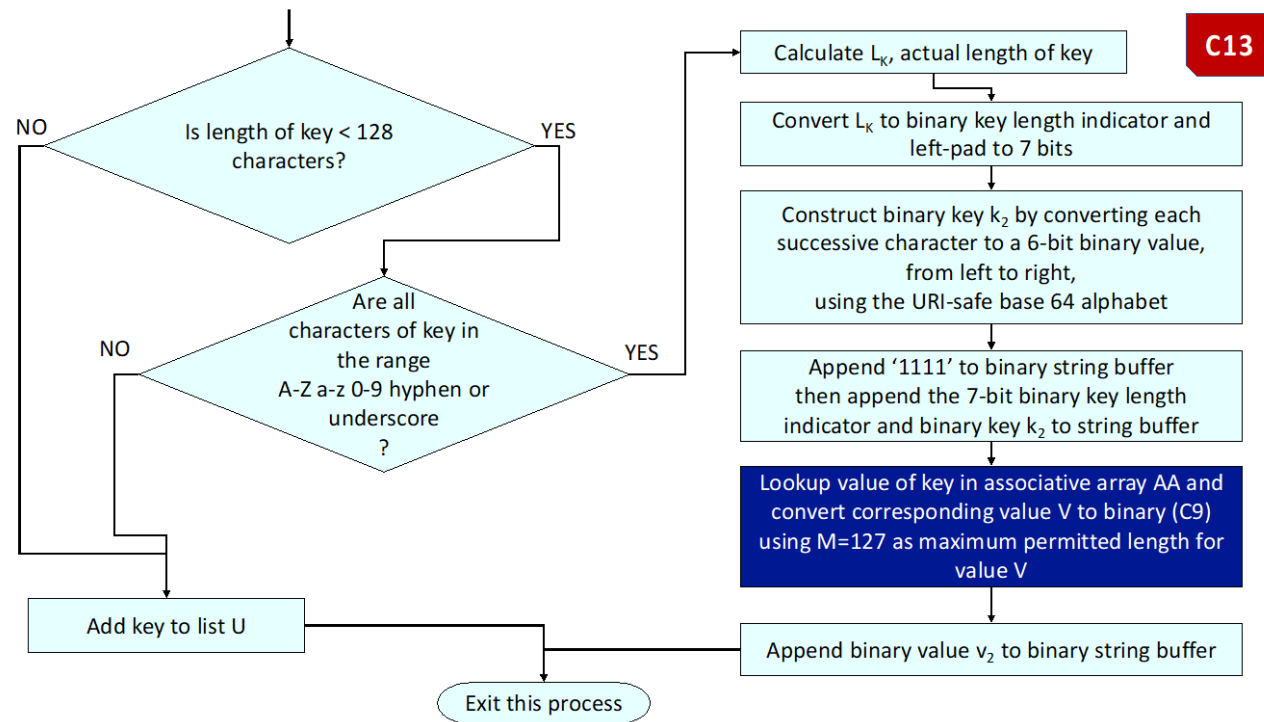 C13
Is length of key < 128
characters?
NO
YES
Are all
characters of key in
the range
A-Z a-z 0-9 hyphen or
underscore
?
NO
YES
Add key to list U
Calculate Lₖ, actual length of key
Convert Lₖ to binary key length indicator and
left-pad to 7 bits
Construct binary key k₂ by converting each
successive character to a 6-bit binary value,
from left to right,
using the URI-safe base 64 alphabet
Append ‘1111’ to binary string buffer
then append the 7-bit binary key length
indicator and binary key k₂ to string buffer
Lookup value of key in associative array AA and
convert corresponding value V to binary (C9)
using M=127 as maximum permitted length for
value V
Append binary value v₂ to binary string buffer
Exit this process